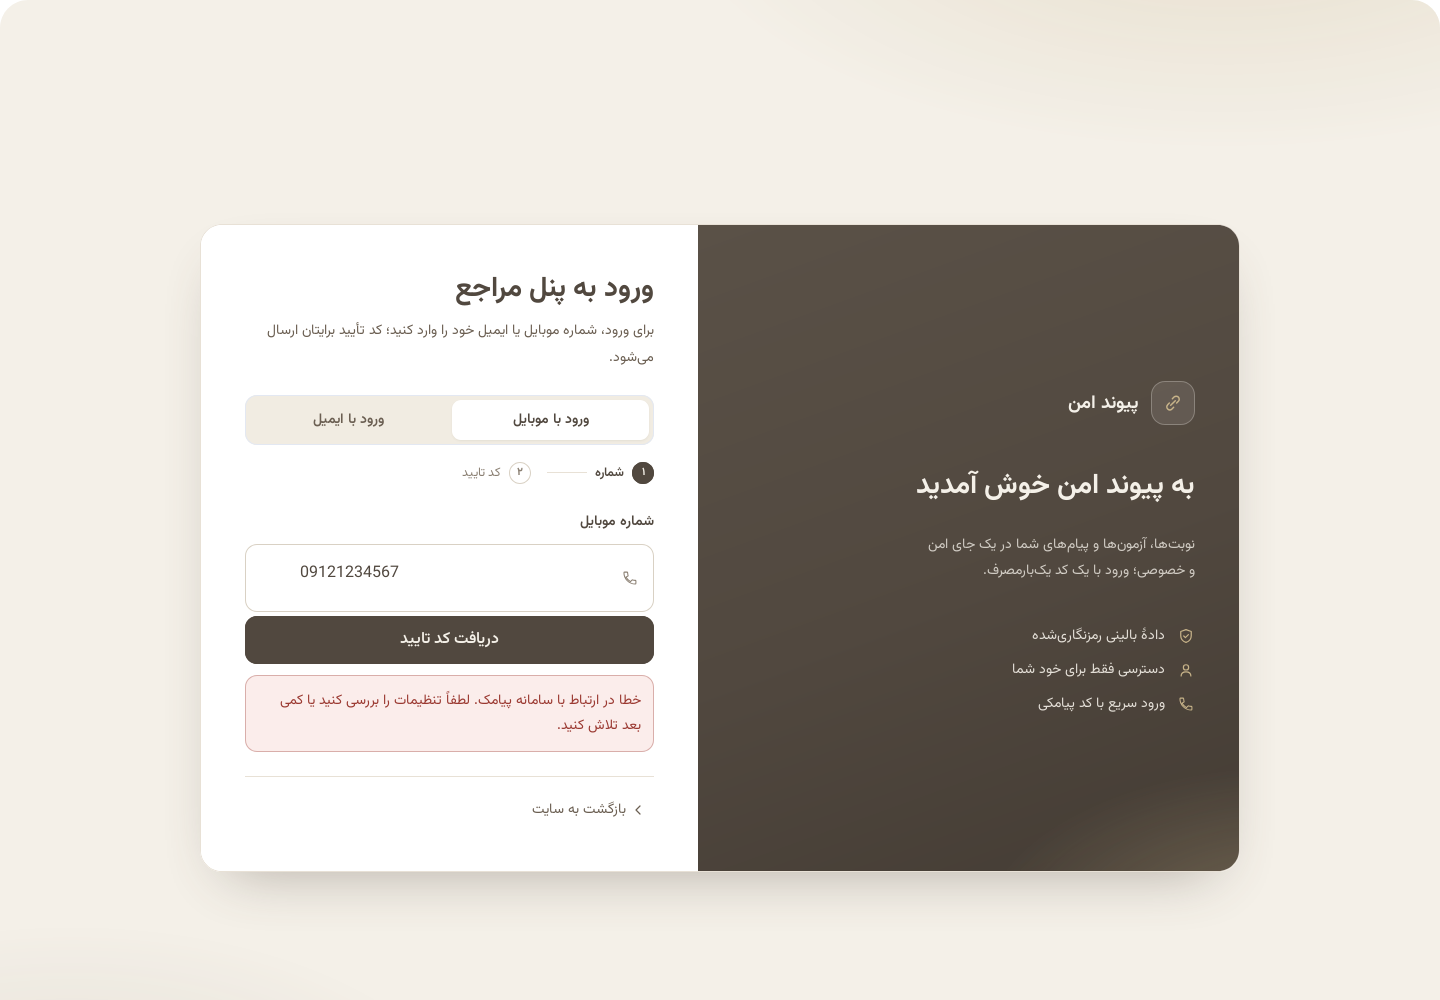 پیوند امن
به پیوند امن خوش آمدید
نوبت‌ها، آزمون‌ها و پیام‌های شما در یک جای امن
و خصوصی؛ ورود با یک کد یک‌بارمصرف.
دادهٔ بالینی رمزنگاری‌شده
دسترسی فقط برای خود شما
ورود سریع با کد پیامکی
ورود به پنل مراجع
برای ورود، شماره موبایل یا ایمیل خود را وارد کنید؛ کد تأیید برایتان ارسال
می‌شود.
ورود با موبایل
ورود با ایمیل
۱ شماره ۲ کد تایید
شماره موبایل
09121234567
دریافت کد تایید
خطا در ارتباط با سامانه پیامک. لطفاً تنظیمات را بررسی کنید یا کمی
بعد تلاش کنید.
بازگشت به سایت